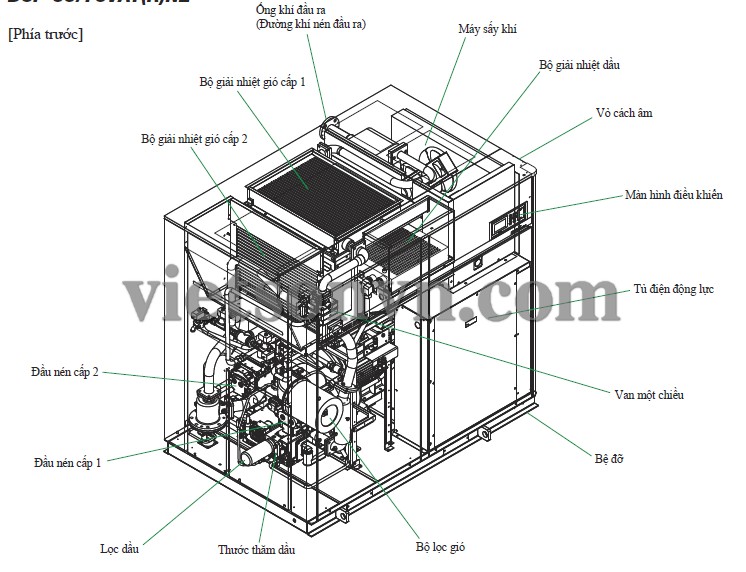 [Phía trước]
Ống khí đầu ra
(Đường khí nén đầu ra)
Máy sấy khí
Bộ giải nhiệt dầu
Bộ giải nhiệt gió cấp 1
Vỏ cách âm
Bộ giải nhiệt gió cấp 2
Màn hình điều khiển
vietsonvn.com
Tủ điện động lực
Đầu nén cấp 2
Van một chiều
Đầu nén cấp 1
Bệ đỡ
Lọc dầu
Thước thăm dầu
Bộ lọc gió